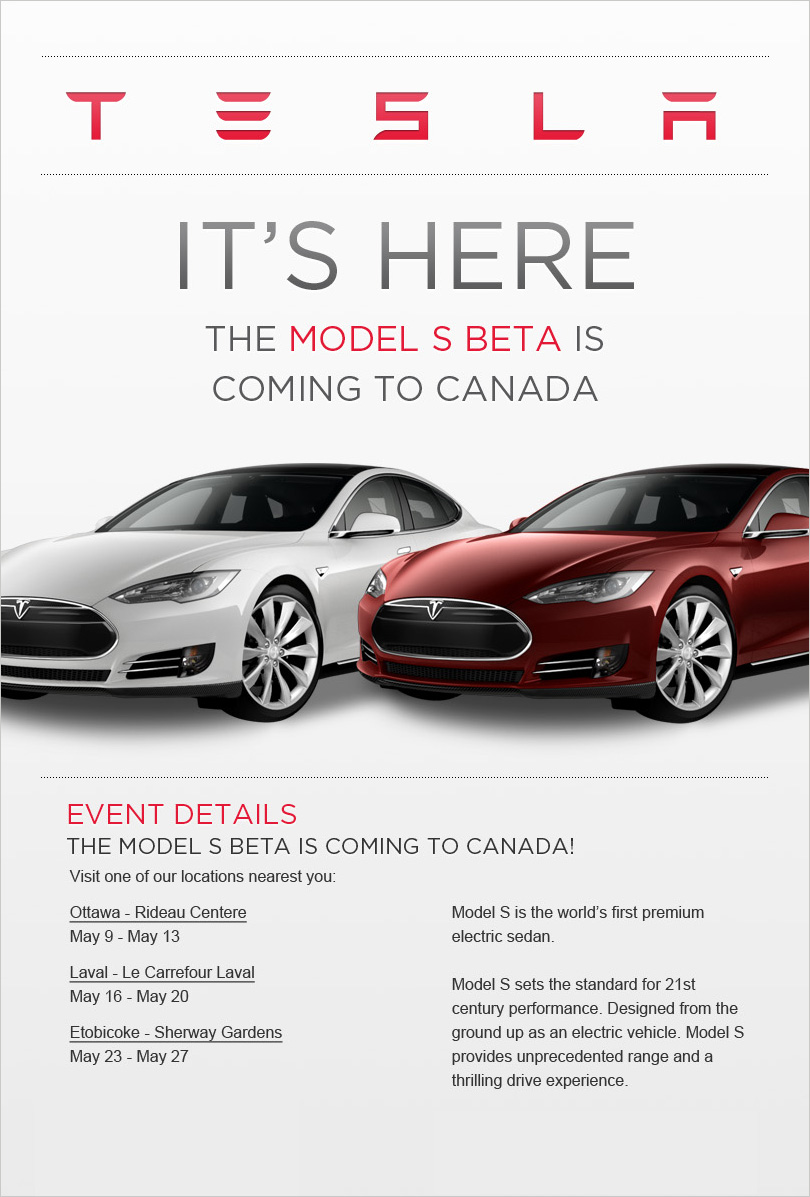 TESLA
IT'S HERE
THE MODEL S BETA IS
COMING TO CANADA
EVENT DETAILS
THE MODEL S BETA IS COMING TO CANADA!
Visit one of our locations nearest you:
Ottawa - Rideau Centere
May 9 - May 13
Laval - Le Carrefour Laval
May 16 - May 20
Etobicoke - Sherway Gardens
May 23 - May 27
Model S is the world’s first premium
electric sedan.
Model S sets the standard for 21st
century performance. Designed from the
ground up as an electric vehicle. Model S
provides unprecedented range and a
thrilling drive experience.